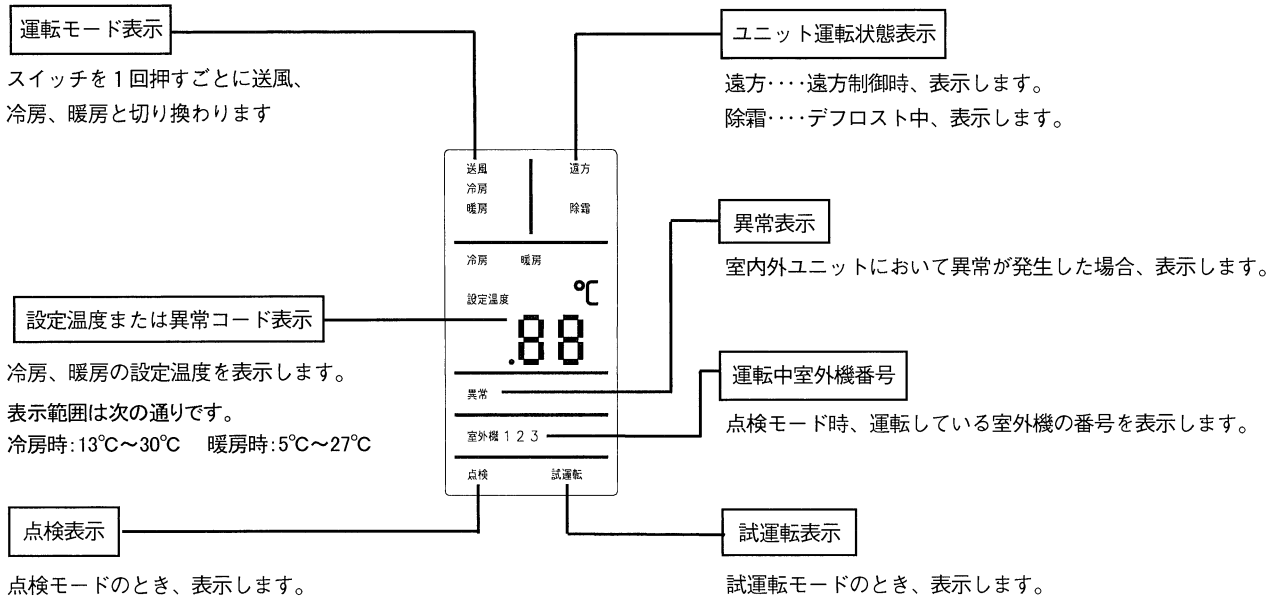 運転モード表示
スイッチを1回押すごとに送風、
冷房、暖房と切り換わります
ユニット運転状態表示
遠方‥‥遠方制御時、表示します。
除霜‥‥デフロスト中、表示します。
送風
冷房
暖房
遠方
除霜
冷房 暖房
設定温度
℃
.88
異常
室外機 1 2 3
点検 試運転
異常表示
室内外ユニットにおいて異常が発生した場合、表示します。
設定温度または異常コード表示
冷房、暖房の設定温度を表示します。
表示範囲は次の通りです。
冷房時:13℃～30℃ 暖房時:5℃～27℃
運転中室外機番号
点検モード時、運転している室外機の番号を表示します。
点検表示
点検モードのとき、表示します。
試運転表示
試運転モードのとき、表示します。